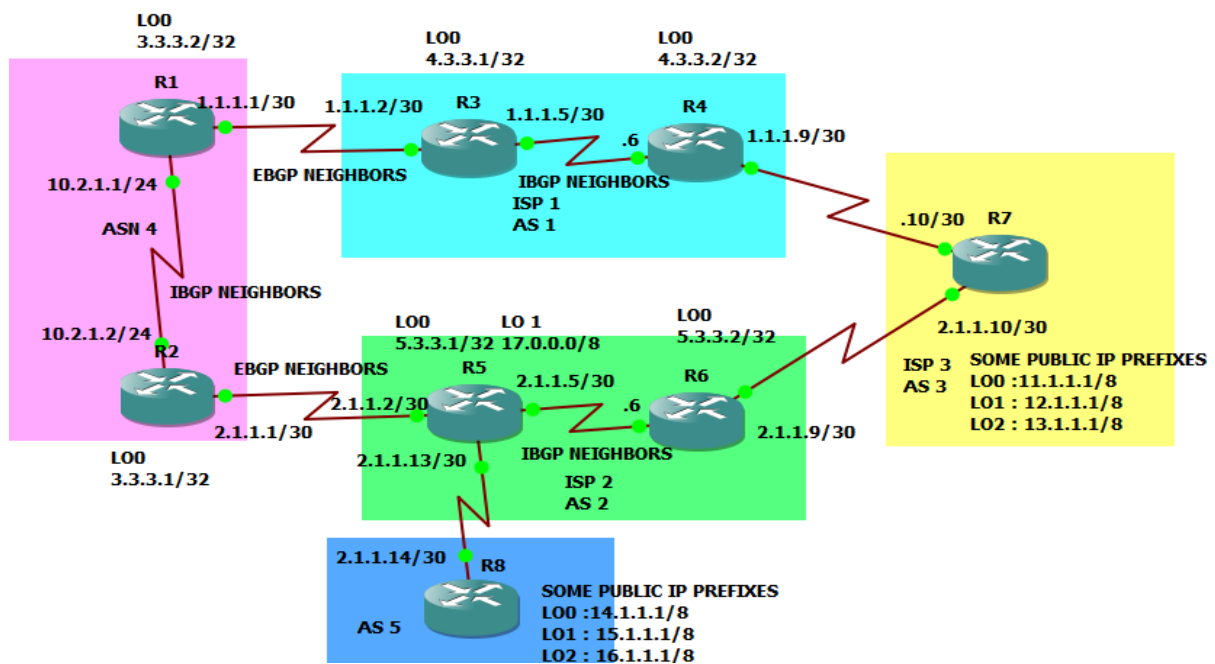 LO0
3.3.3.2/32
R1
1.1.1.1/30
10.2.1.1/24
ASN 4
IBGP NEIGHBORS
10.2.1.2/24
R2
2.1.1.1/30
LO0
3.3.3.1/32
EBGP NEIGHBORS
EBGP NEIGHBORS
LO0
4.3.3.1/32
LO0
4.3.3.2/32
1.1.1.2/30
R3
1.1.1.5/30
.6
R4
1.1.1.9/30
IBGP NEIGHBORS
ISP 1
AS 1
.10/30
R7
2.1.1.10/30
ISP 3
AS 3
SOME PUBLIC IP PREFIXES
LO0 :11.1.1.1/8
LO1 : 12.1.1.1/8
LO2 : 13.1.1.1/8
LO0
5.3.3.1/32
LO 1
17.0.0.0/8
LO0
5.3.3.2/32
R5
2.1.1.2/30
2.1.1.5/30
.6
R6
2.1.1.9/30
2.1.1.13/30
IBGP NEIGHBORS
ISP 2
AS 2
2.1.1.14/30
R8
AS 5
SOME PUBLIC IP PREFIXES
LO0 :14.1.1.1/8
LO1 : 15.1.1.1/8
LO2 : 16.1.1.1/8